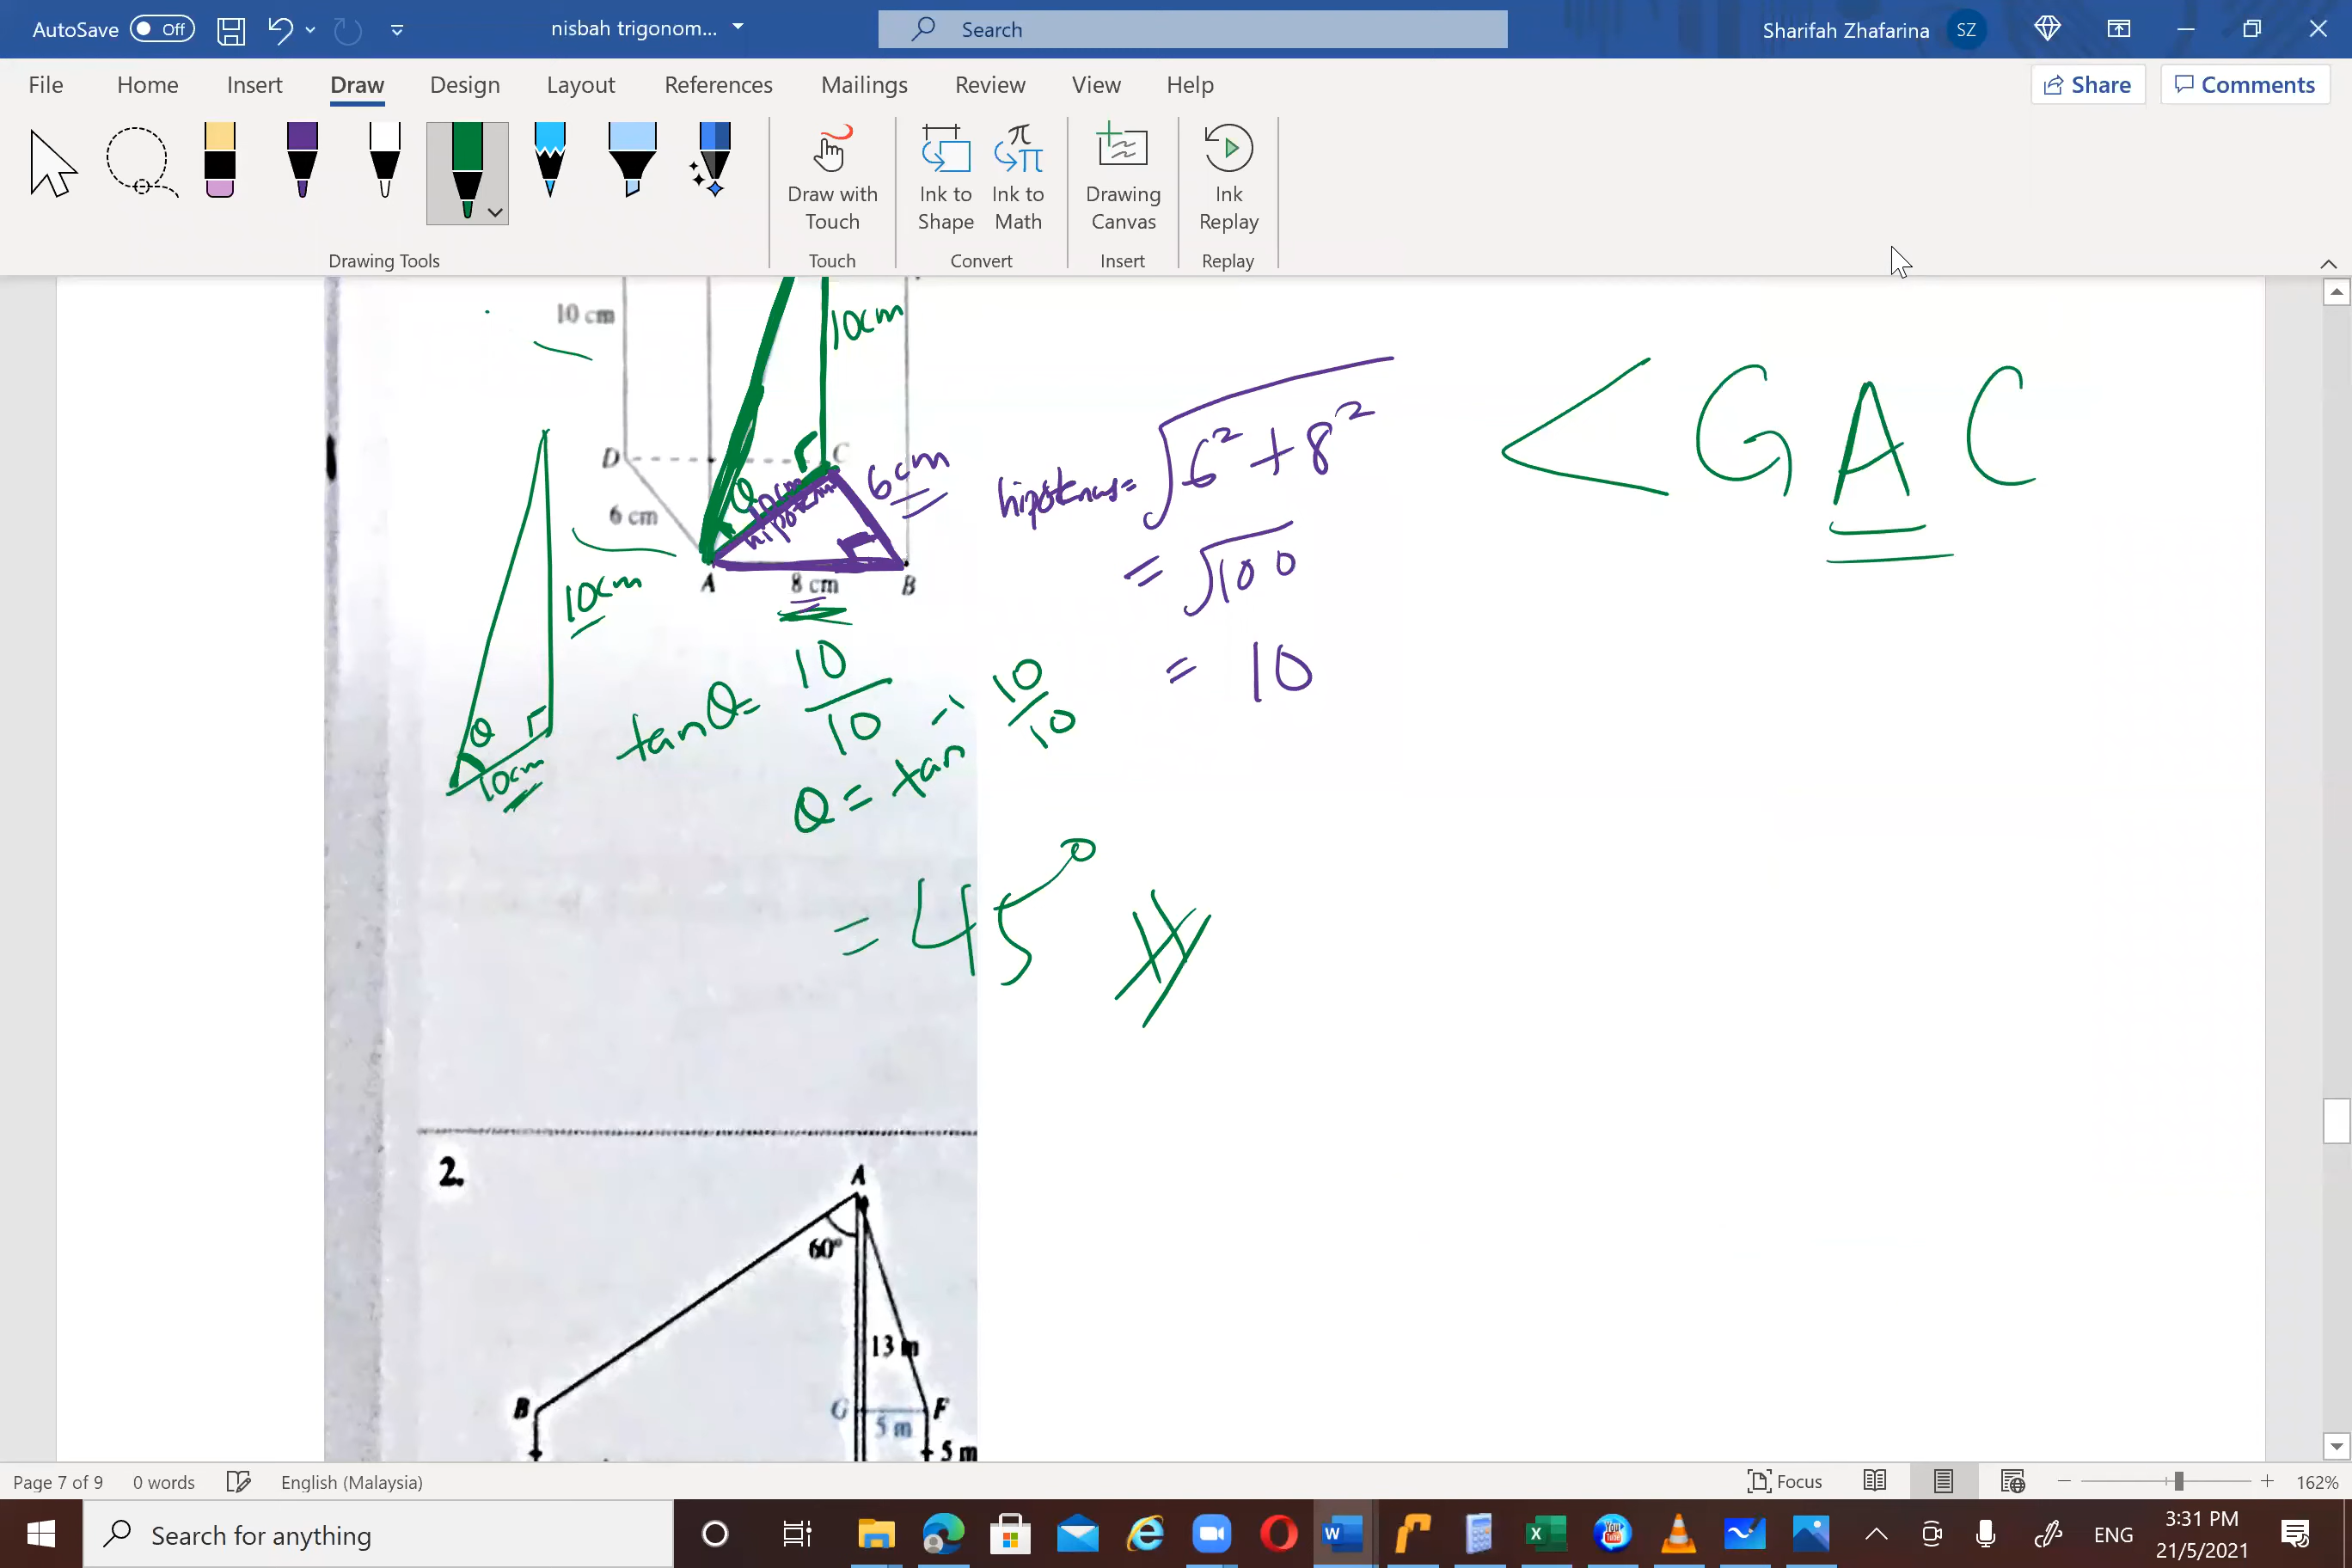 AutoSave Off
nisbah trigonom...
Search
Sharifah Zhafarina SZ
File Home Insert Draw Design Layout References Mailings Review View Help
Share Comments
Draw with Touch
Ink to Shape
Ink to Math
Drawing Canvas
Ink Replay
Drawing Tools
Touch
Convert
Insert
Replay
10 cm
10cm
D
C
6 cm
6cm
θ
10cm
hipotenus
A
8 cm
B
hipotenus = √6² + 8²
= √100
= 10
< G A C
10cm
θ
10cm
tan θ = 10/10
θ = tan⁻¹ 10/10
= 45°
2.
A
60°
13 m
B
G
F
5 m
5 m
Page 7 of 9 0 words English (Malaysia)
Focus
162%
Search for anything
ENG
3:31 PM
21/5/2021